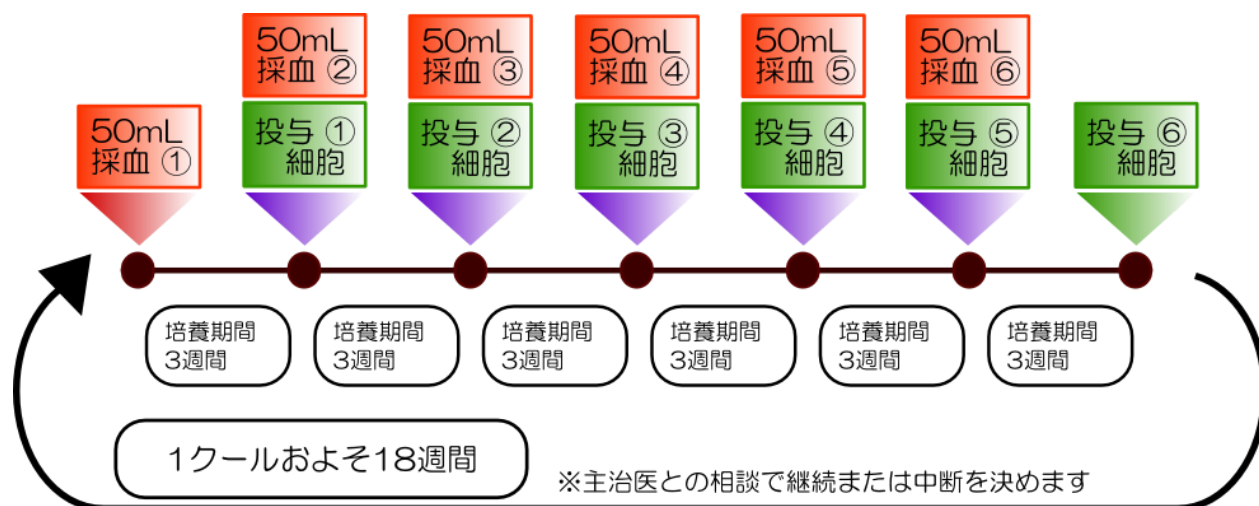 50mL
採血 ①
50mL
採血 ②
投与 ①
細胞
50mL
採血 ③
投与 ②
細胞
50mL
採血 ④
投与 ③
細胞
50mL
採血 ⑤
投与 ④
細胞
50mL
採血 ⑥
投与 ⑤
細胞
投与 ⑥
細胞
培養期間
3週間
培養期間
3週間
培養期間
3週間
培養期間
3週間
培養期間
3週間
培養期間
3週間
1クールおよそ18週間
※主治医との相談で継続または中断を決めます